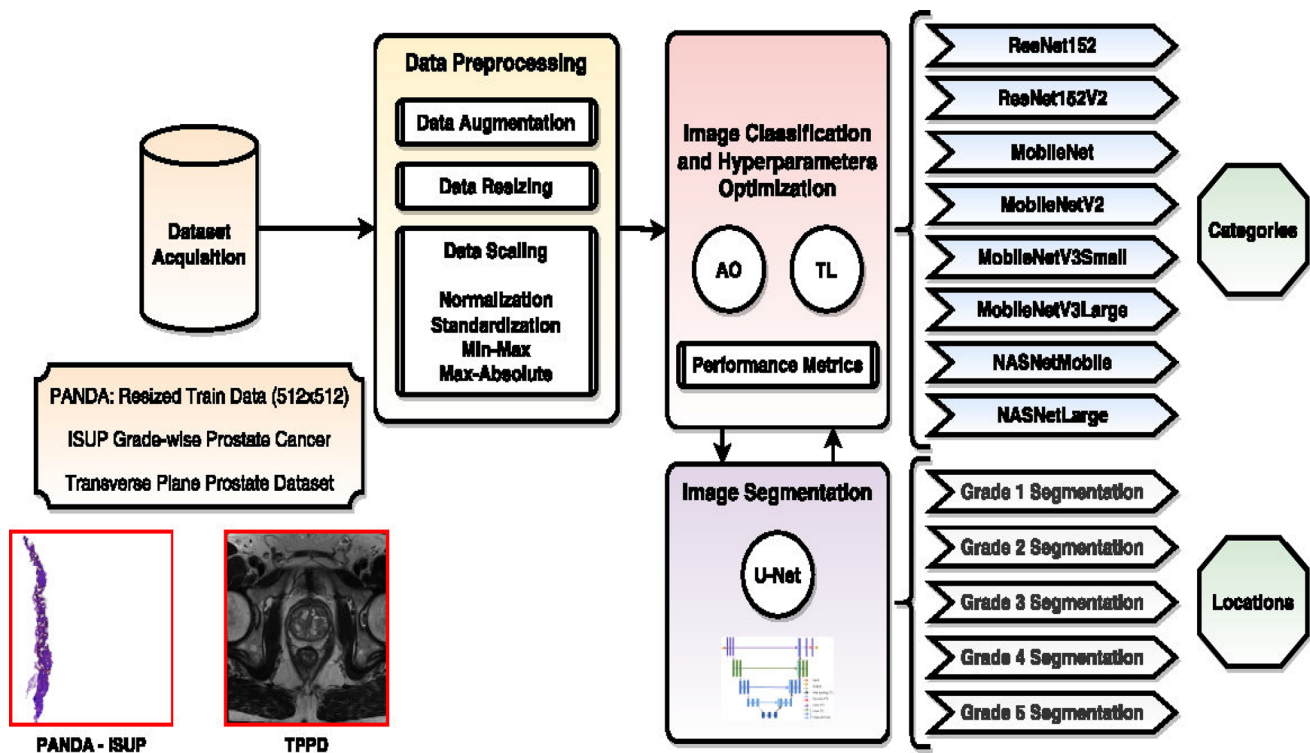 Dataset
Acquisition
PANDA: Resized Train Data (512x512)
ISUP Grade-wise Prostate Cancer
Transverse Plane Prostate Dataset
PANDA - ISUP
TPPD
Data Preprocessing
Data Augmentation
Data Resizing
Data Scaling
Normalization
Standardization
Min-Max
Max-Absolute
Image Classification
and Hyperparameters
Optimization
AO
TL
Performance Metrics
Image Segmentation
U-Net
ResNet152
ResNet152V2
MobileNet
MobileNetV2
MobileNetV3Small
MobileNetV3Large
NASNetMobile
NASNetLarge
Categories
Grade 1 Segmentation
Grade 2 Segmentation
Grade 3 Segmentation
Grade 4 Segmentation
Grade 5 Segmentation
Locations